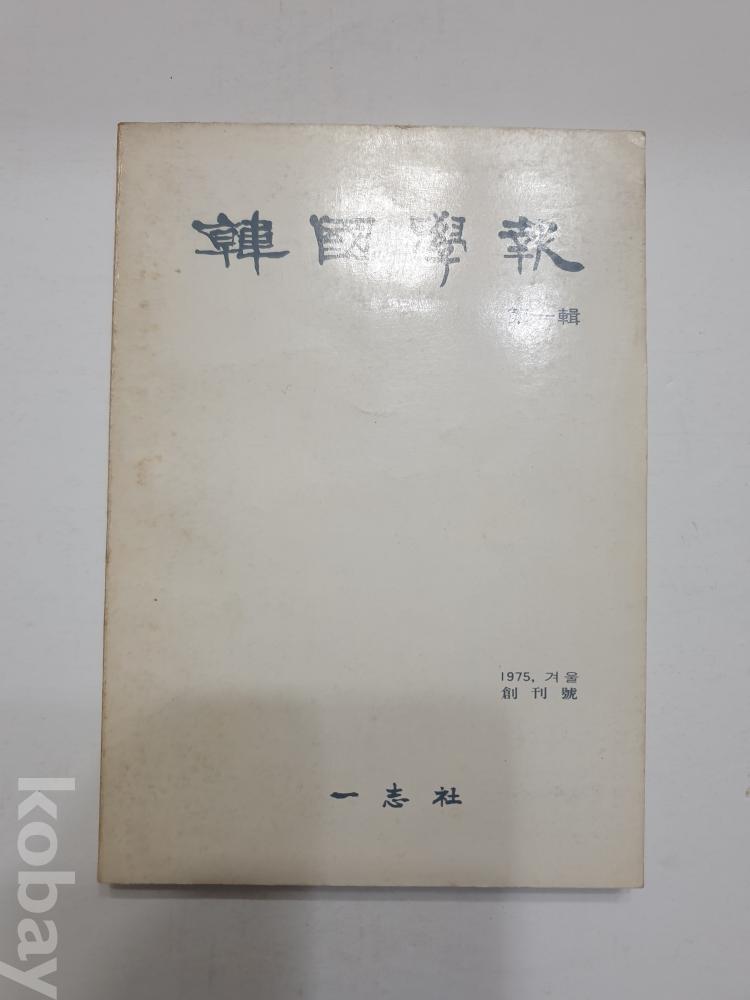 韓國學報
第一輯
1975, 겨울
創刊號
一志社
kobay